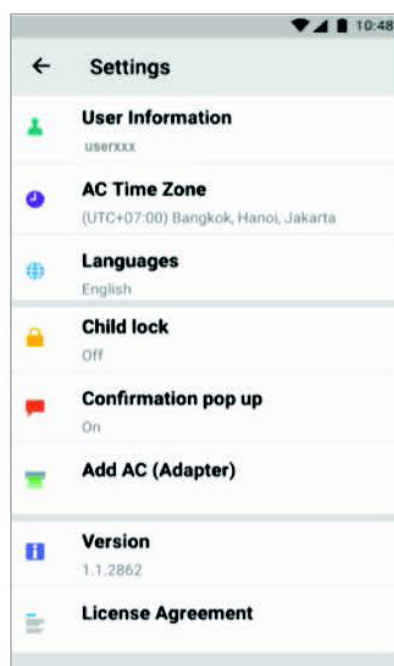 10:48
Settings
User Information
userxxx
AC Time Zone
(UTC+07:00) Bangkok, Hanoi, Jakarta
Languages
English
Child lock
Off
Confirmation pop up
On
Add AC (Adapter)
Version
1.1.2862
License Agreement